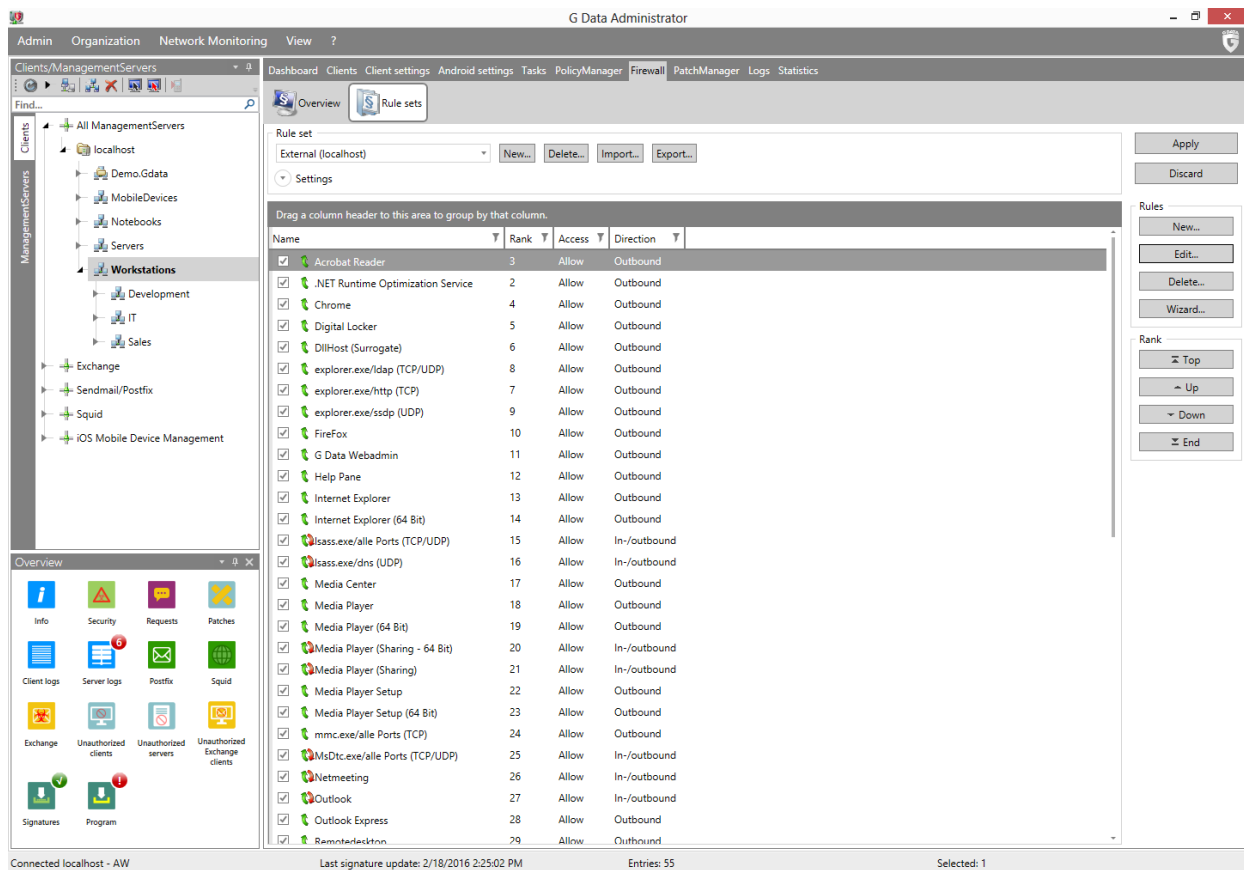 G Data Administrator
Admin Organization Network Monitoring View ?
Clients/ManagementServers
Find...
Clients
ManagementServers
All ManagementServers
localhost
Demo.Gdata
MobileDevices
Notebooks
Servers
Workstations
Development
IT
Sales
Exchange
Sendmail/Postfix
Squid
iOS Mobile Device Management
Overview
Info Security Requests Patches
6
Client logs Server logs Postfix Squid
Exchange Unauthorized clients Unauthorized servers Unauthorized Exchange clients
Signatures Program
Dashboard Clients Client settings Android settings Tasks PolicyManager Firewall PatchManager Logs Statistics
Overview Rule sets
Rule set
External (localhost) New... Delete... Import... Export...
Settings
Drag a column header to this area to group by that column.
Name Rank Access Direction
Acrobat Reader 3 Allow Outbound
.NET Runtime Optimization Service 2 Allow Outbound
Chrome 4 Allow Outbound
Digital Locker 5 Allow Outbound
DllHost (Surrogate) 6 Allow Outbound
explorer.exe/ldap (TCP/UDP) 8 Allow Outbound
explorer.exe/http (TCP) 7 Allow Outbound
explorer.exe/ssdp (UDP) 9 Allow Outbound
FireFox 10 Allow Outbound
G Data Webadmin 11 Allow Outbound
Help Pane 12 Allow Outbound
Internet Explorer 13 Allow Outbound
Internet Explorer (64 Bit) 14 Allow Outbound
lsass.exe/alle Ports (TCP/UDP) 15 Allow In-/outbound
lsass.exe/dns (UDP) 16 Allow In-/outbound
Media Center 17 Allow Outbound
Media Player 18 Allow Outbound
Media Player (64 Bit) 19 Allow Outbound
Media Player (Sharing - 64 Bit) 20 Allow In-/outbound
Media Player (Sharing) 21 Allow In-/outbound
Media Player Setup 22 Allow Outbound
Media Player Setup (64 Bit) 23 Allow Outbound
mmc.exe/alle Ports (TCP) 24 Allow Outbound
MsDtc.exe/alle Ports (TCP/UDP) 25 Allow In-/outbound
Netmeeting 26 Allow In-/outbound
Outlook 27 Allow In-/outbound
Outlook Express 28 Allow Outbound
Remotedesktop 29 Allow Outbound
Apply
Discard
Rules
New...
Edit...
Delete...
Wizard...
Rank
Top
Up
Down
End
Connected localhost - AW Last signature update: 2/18/2016 2:25:02 PM Entries: 55 Selected: 1